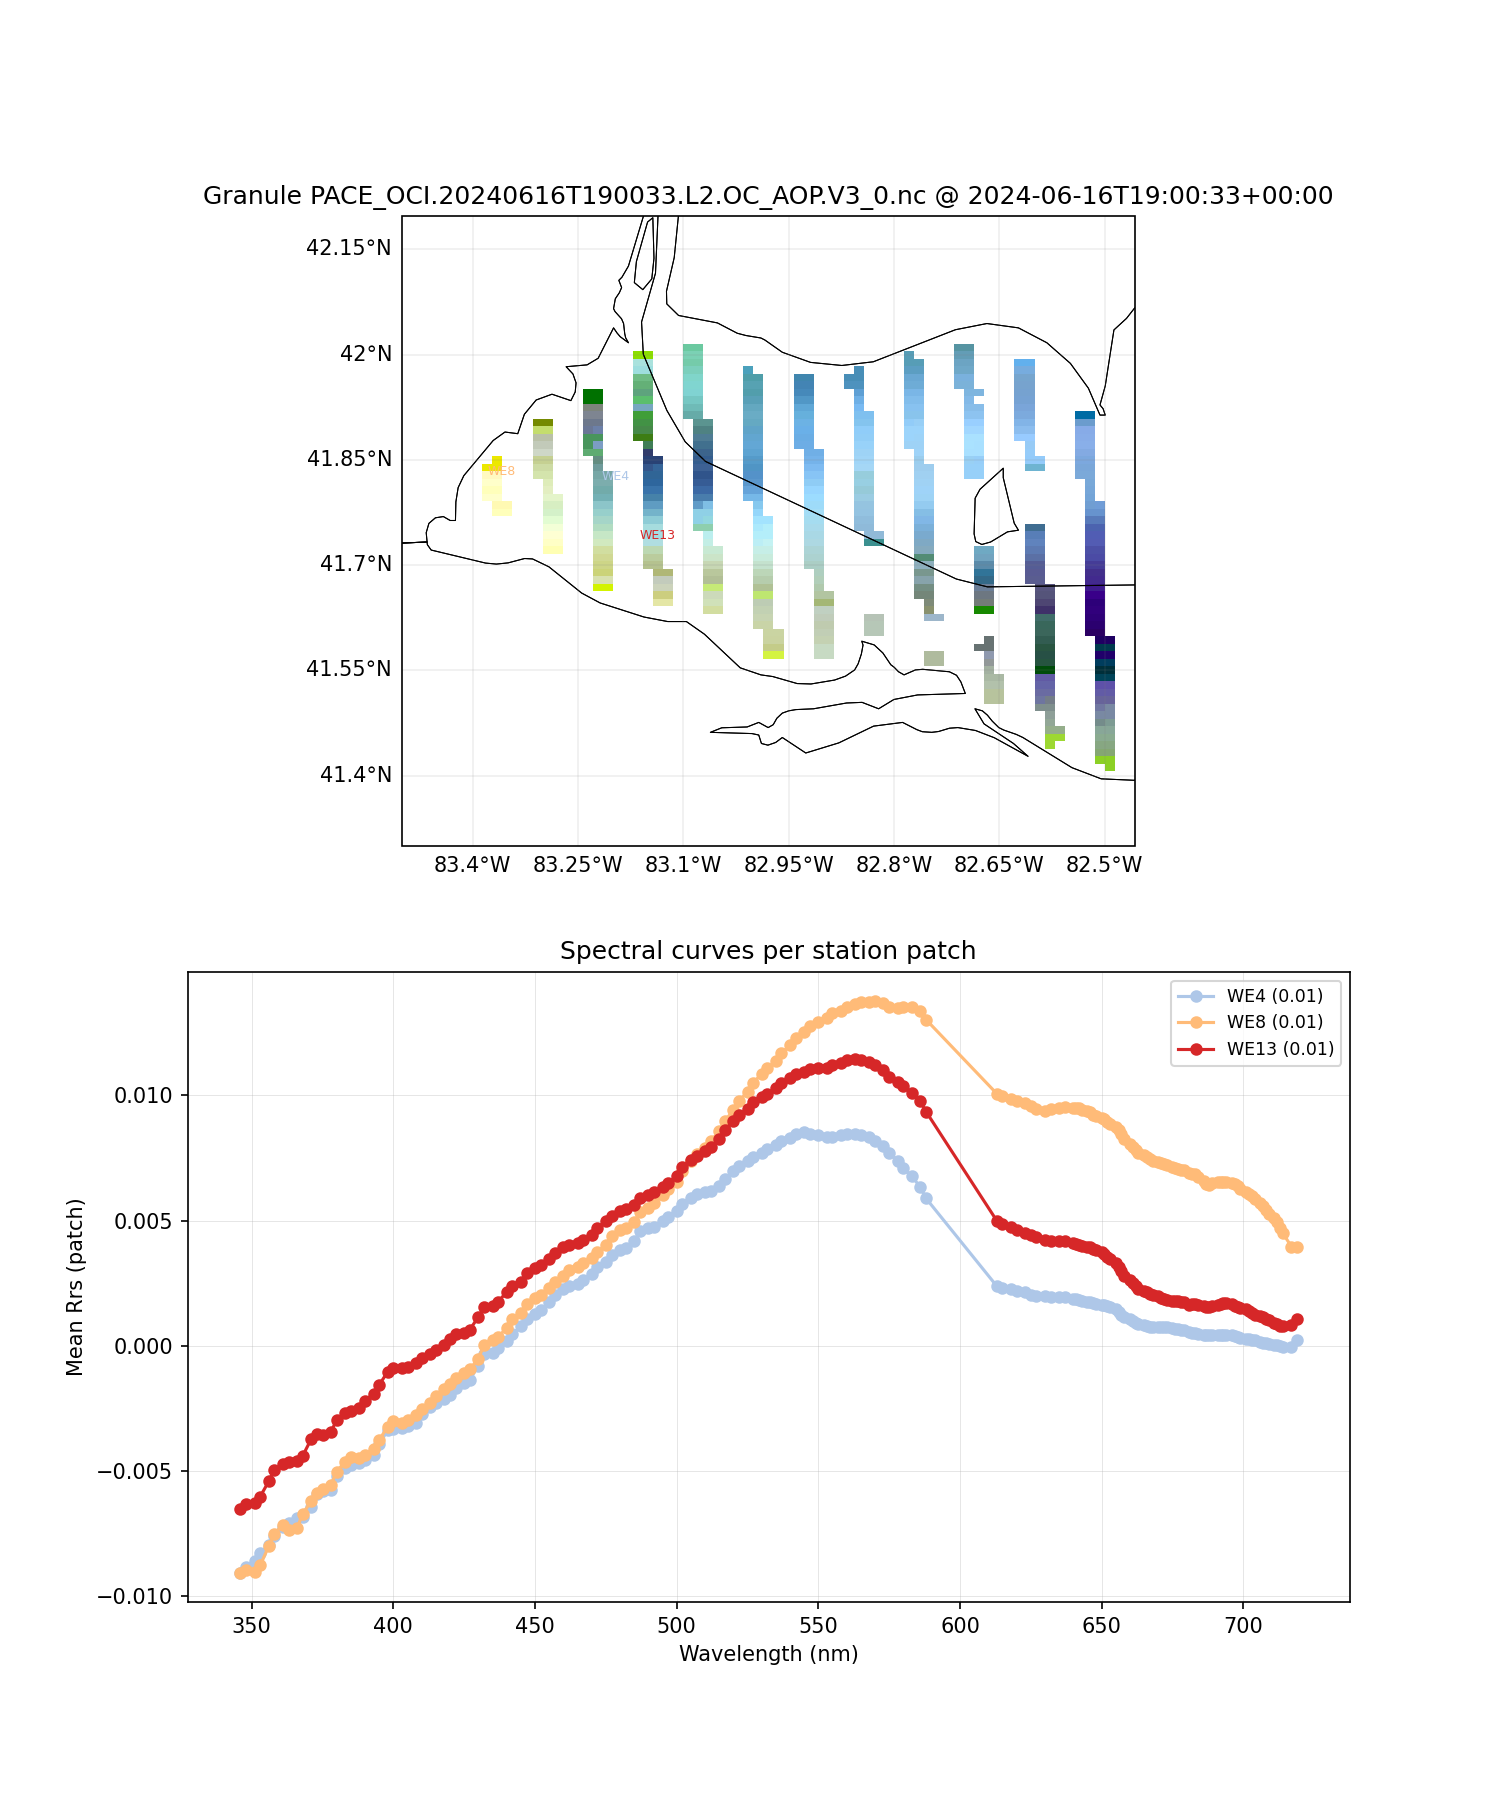 Granule PACE_OCI.20240616T190033.L2.OC_AOP.V3_0.nc @ 2024-06-16T19:00:33+00:00
42.15°N
42°N
41.85°N
41.7°N
41.55°N
41.4°N
WE8
WE4
WE13
83.4°W 83.25°W 83.1°W 82.95°W 82.8°W 82.65°W 82.5°W
Spectral curves per station patch
WE4 (0.01)
WE8 (0.01)
WE13 (0.01)
Mean Rrs (patch)
0.010
0.005
0.000
−0.005
−0.010
350 400 450 500 550 600 650 700
Wavelength (nm)